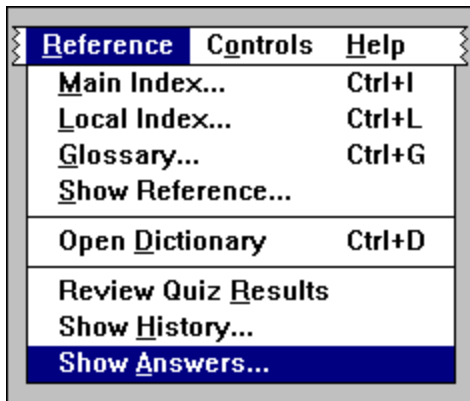 Reference Controls Help
Main Index... Ctrl+I
Local Index... Ctrl+L
Glossary... Ctrl+G
Show Reference...
Open Dictionary Ctrl+D
Review Quiz Results
Show History...
Show Answers...